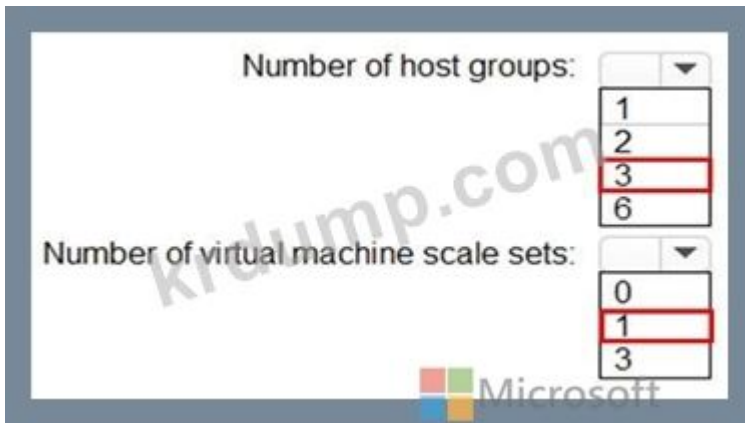 Number of host groups:
1
2
3
6
Number of virtual machine scale sets:
0
1
3
krdump.com
Microsoft